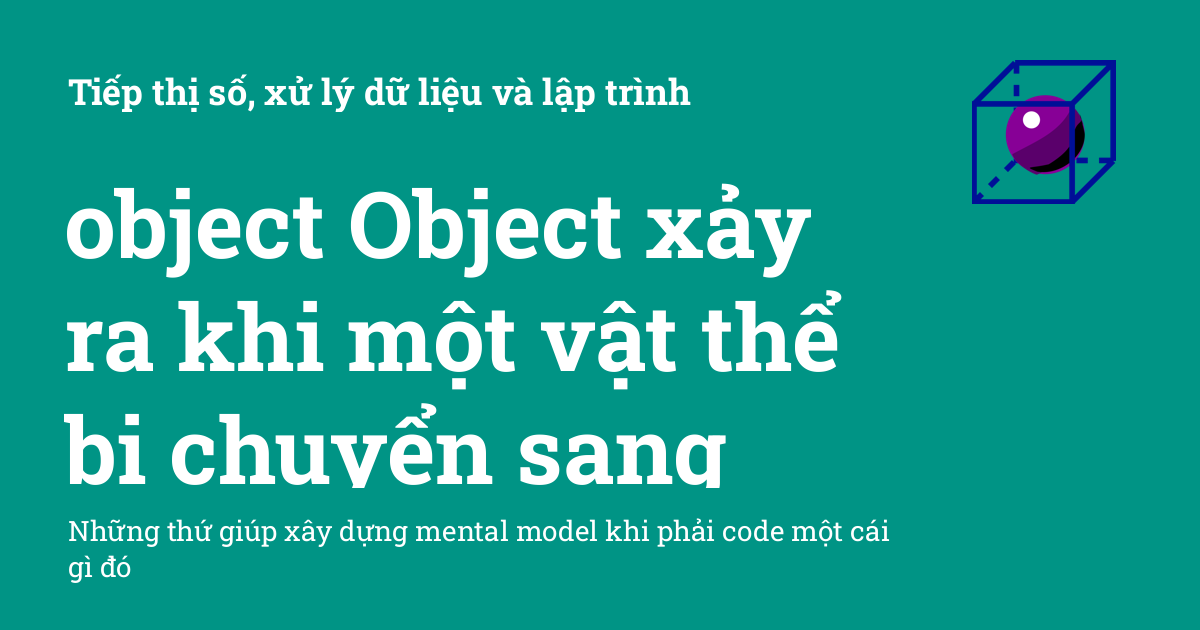 Tiếp thị số, xử lý dữ liệu và lập trình
object Object xảy
ra khi một vật thể
bị chuyển sang
Những thứ giúp xây dựng mental model khi phải code một cái
gì đó